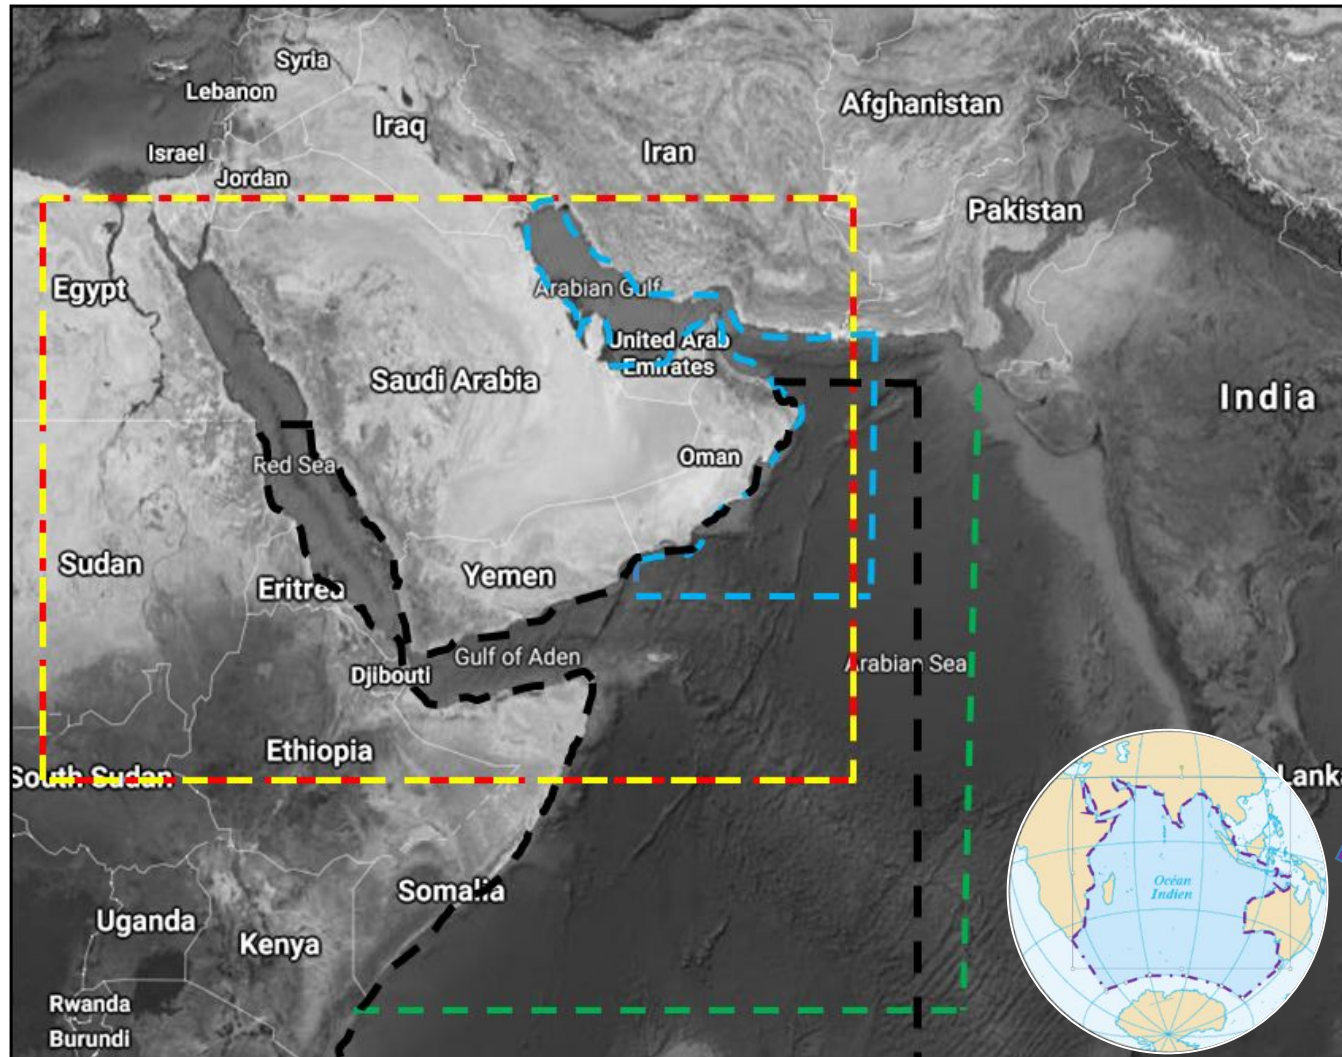 Syria
Lebanon
Afghanistan
Iraq
Iran
Israel
Jordan
Pakistan
Egypt
Arabian Gulf
United Arab
Emirates
Saudi Arabia
India
Oman
Red Sea
Sudan
Yemen
Eritrea
Gulf of Aden
Arabian Sea
Djibouti
Ethiopia
South Sudan
Lanka
Somalia
Océan
Indien
Uganda
Kenya
Rwanda
Burundi